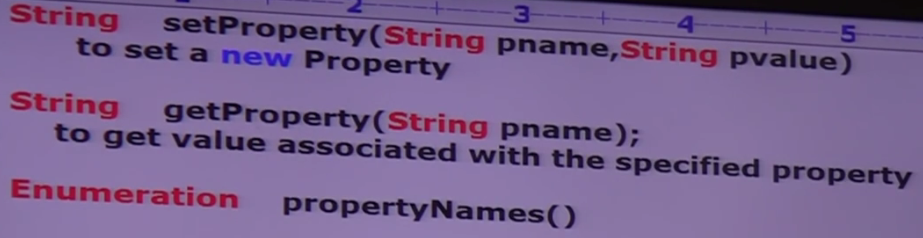 2 3 4 5
String setProperty(String pname,String pvalue)
to set a new Property
String getProperty(String pname);
to get value associated with the specified property
Enumeration propertyNames()